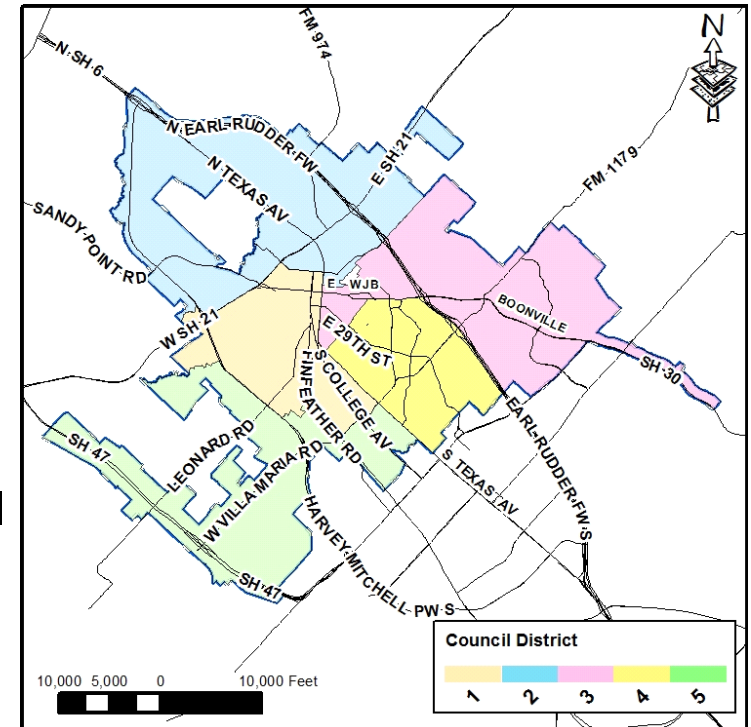 N
FM 974
N SH 6
N EARL RUDDER FW
E SH 21
N TEXAS AV
FM 1179
SANDY POINT RD
E WJB
BOONVILLE
W SH 21
E 29TH ST
SH 30
S COLLEGE AV
FINFEATHER RD
EARL RUDDER FW S
LEONARD RD
SH 47
W VILLA MARIA RD
S TEXAS AV
HARVEY MITCHELL PW S
SH 47
Council District
1 2 3 4 5
10,000 5,000 0 10,000 Feet